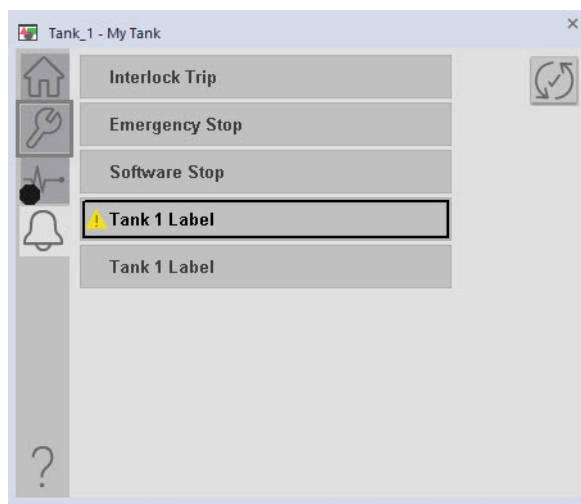 Tank_1 - My Tank
Interlock Trip
Emergency Stop
Software Stop
Tank 1 Label
Tank 1 Label
?